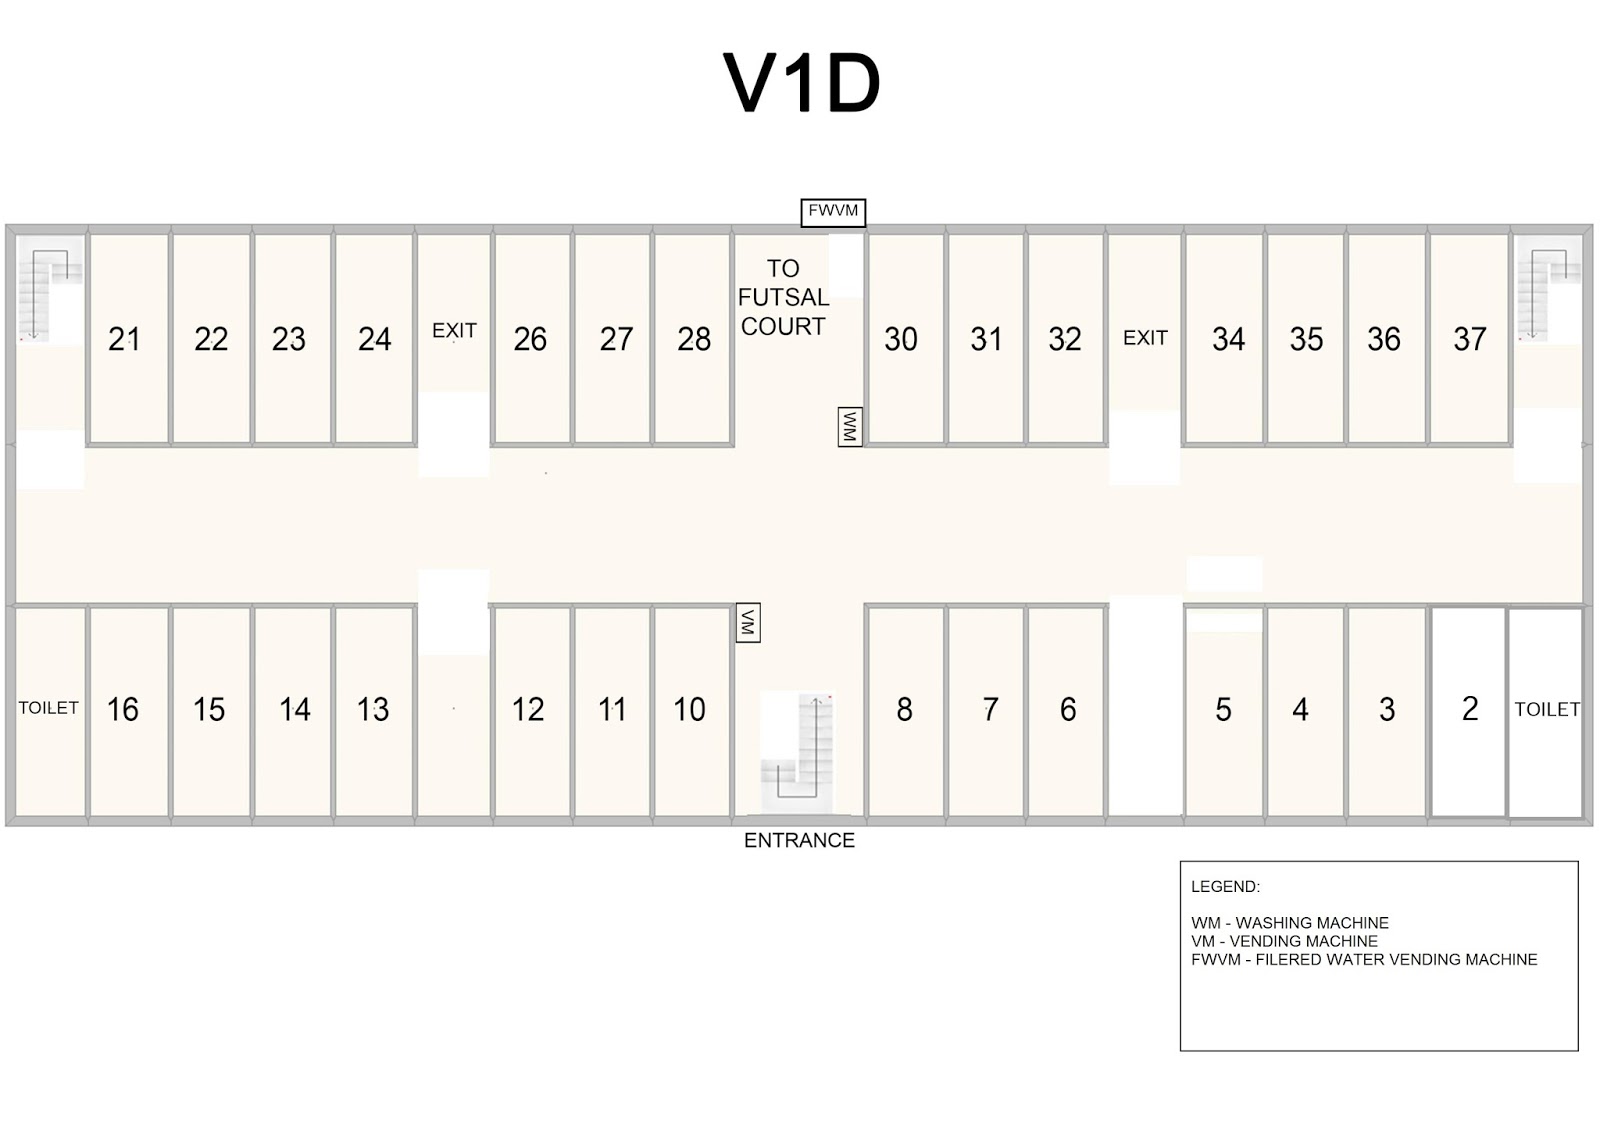 V1D
FWVM
TO
FUTSAL
COURT
21 22 23 24 EXIT 26 27 28 30 31 32 EXIT 34 35 36 37
WM
VM
TOILET 16 15 14 13 12 11 10 8 7 6 5 4 3 2 TOILET
ENTRANCE
LEGEND:
WM - WASHING MACHINE
VM - VENDING MACHINE
FWVM - FILERED WATER VENDING MACHINE